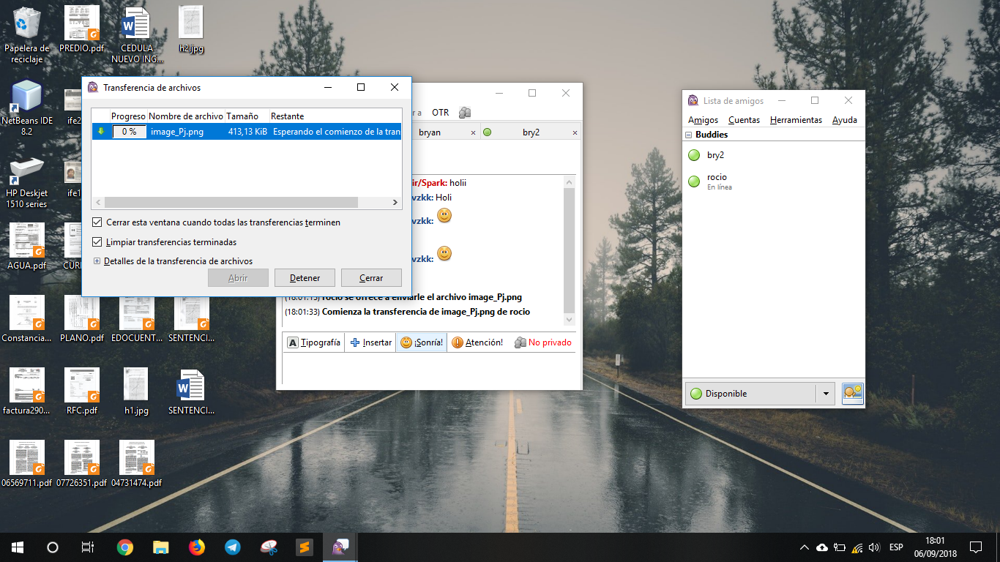 Papelera de
reciclaje
PREDIO.pdf
CEDULA
NUEVO ING...
h2.jpg
NetBeans IDE
8.2
ife2
HP Deskjet
1510 series
ife1
AGUA.pdf
CURI
Constancia...
PLANO.pdf
EDOCUENT...
SENTENCI...
factura290...
RFC.pdf
h1.jpg
SENTENCI...
06569711.pdf
07726351.pdf
04731474.pdf
Transferencia de archivos
Progreso Nombre de archivo Tamaño Restante
0 % image_Pj.png 413,13 KiB Esperando el comienzo de la tran
Cerrar esta ventana cuando todas las transferencias terminen
Limpiar transferencias terminadas
Detalles de la transferencia de archivos
Abrir Detener Cerrar
r a OTR
bryan bry2
ir/Spark: holii
vzkk: Holi
vzkk:
vzkk:
(18:01:15) rocio se ofrece a enviarle el archivo image_Pj.png
(18:01:33) Comienza la transferencia de image_Pj.png de rocio
A Tipografía Insertar ¡Sonría! Atención! No privado
Lista de amigos
Amigos Cuentas Herramientas Ayuda
Buddies
bry2
rocio
En línea
Disponible
ESP
18:01
06/09/2018